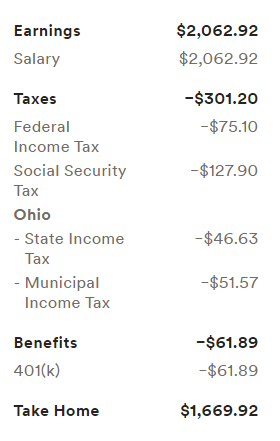 Earnings $2,062.92
Salary $2,062.92
Taxes -$301.20
Federal -$75.10
Income Tax
Social Security -$127.90
Tax
Ohio
- State Income -$46.63
Tax
- Municipal -$51.57
Income Tax
Benefits -$61.89
401(k) -$61.89
Take Home $1,669.92